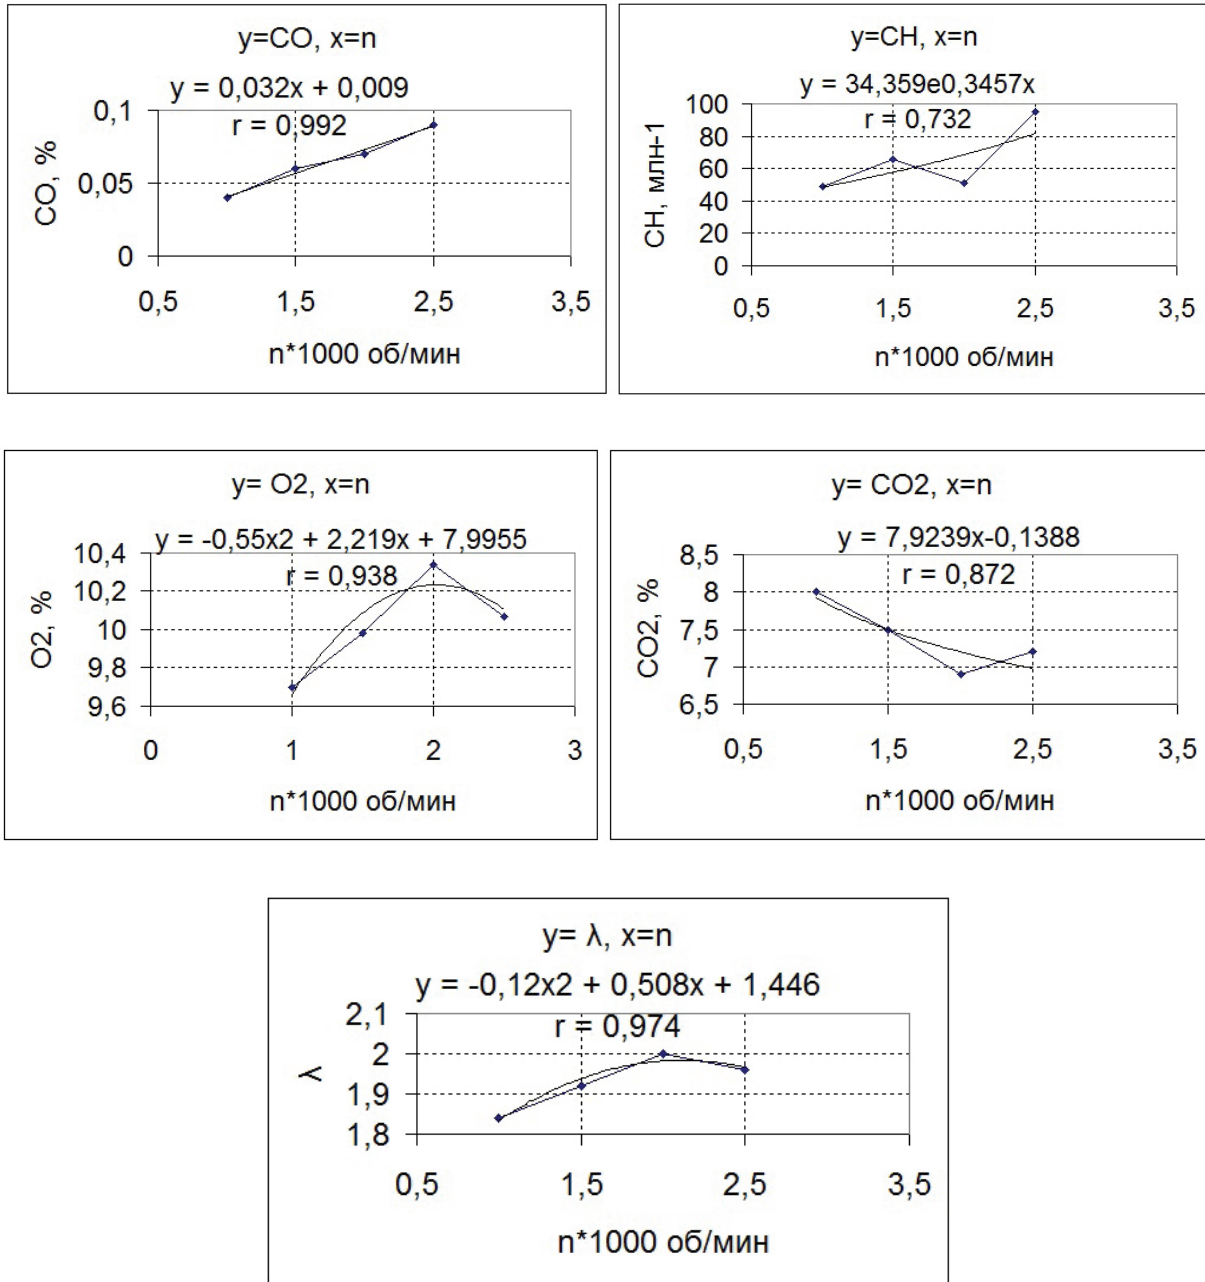 y=CO, x=n
y = 0,032x + 0,009
r = 0,992
0,1
0,05
0
CO, %
0,5 1,5 2,5 3,5
n*1000 об/мин
y=CH, x=n
y = 34,359e0,3457x
r = 0,732
100
80
60
40
20
0
CH, млн-1
0,5 1,5 2,5 3,5
n*1000 об/мин
y= O2, x=n
y = -0,55x2 + 2,219x + 7,9955
r = 0,938
10,4
10,2
10
9,8
9,6
O2, %
0 1 2 3
n*1000 об/мин
y= CO2, x=n
y = 7,9239x-0,1388
r = 0,872
8,5
8
7,5
7
6,5
CO2, %
0,5 1,5 2,5 3,5
n*1000 об/мин
y= λ, x=n
y = -0,12x2 + 0,508x + 1,446
r = 0,974
2,1
2
1,9
1,8
λ
0,5 1,5 2,5 3,5
n*1000 об/мин